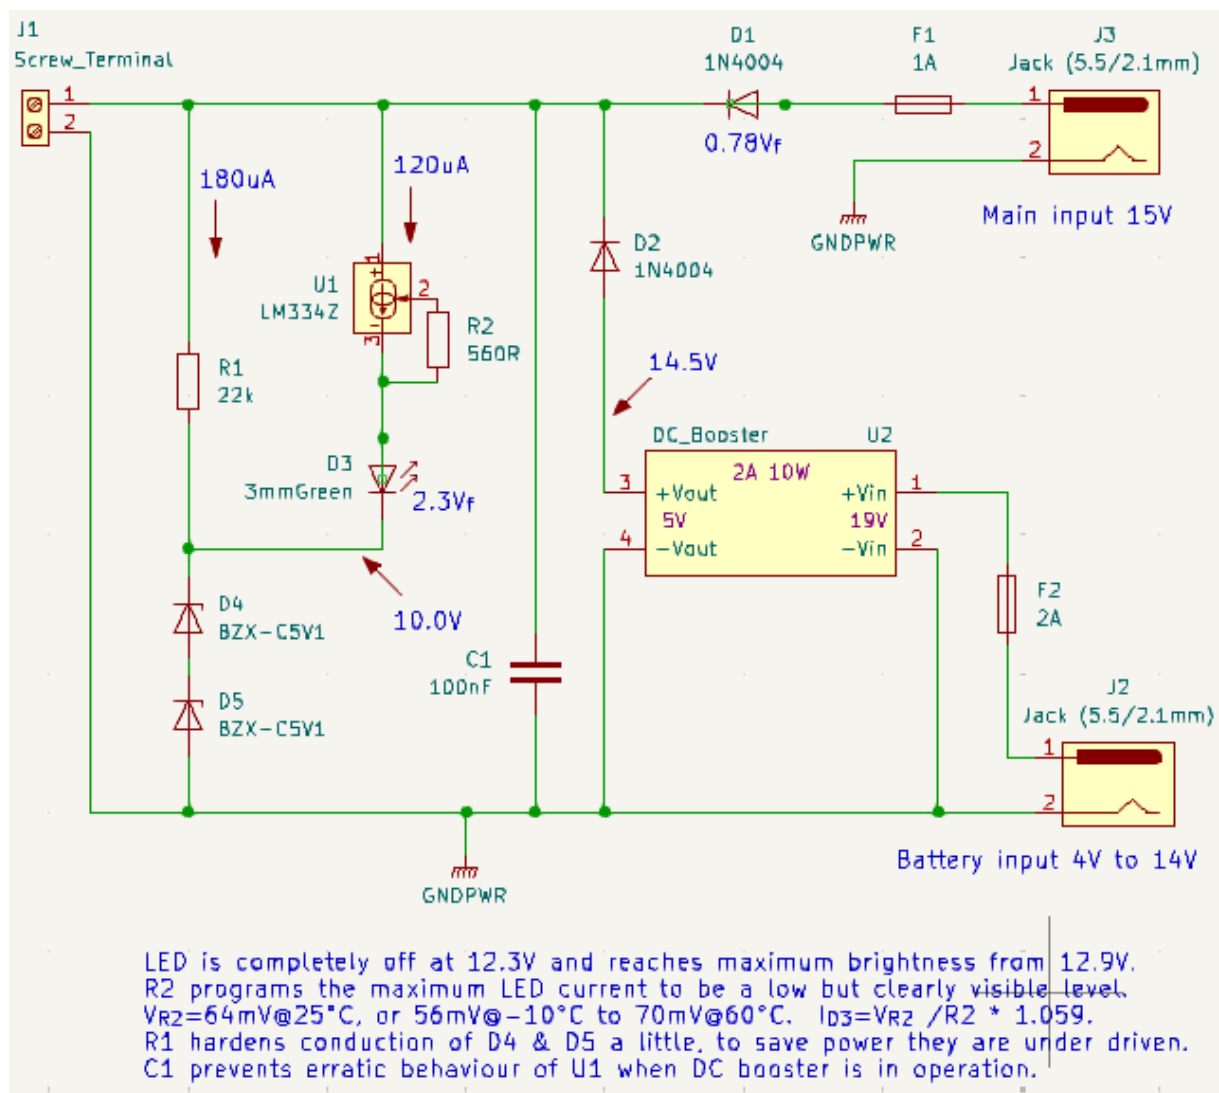 J1
Screw_Terminal
1
2
D1
1N4004
0.78Vf
F1
1A
J3
Jack (5.5/2.1mm)
1
2
GNDPWR
Main input 15V
180uA
120uA
U1
LM334Z
+ 1
2
- 3
R2
560R
D2
1N4004
14.5V
R1
22k
D3
3mmGreen
2.3Vf
10.0V
DC_Booster U2
2A 10W
3 +Vout +Vin 1
5V 19V
4 -Vout -Vin 2
F2
2A
D4
BZX-C5V1
D5
BZX-C5V1
C1
100nF
J2
Jack (5.5/2.1mm)
1
2
GNDPWR
Battery input 4V to 14V
LED is completely off at 12.3V and reaches maximum brightness from 12.9V.
R2 programs the maximum LED current to be a low but clearly visible level.
VR2=64mV@25°C, or 56mV@-10°C to 70mV@60°C. ID3=VR2 /R2 * 1.059.
R1 hardens conduction of D4 & D5 a little, to save power they are under driven.
C1 prevents erratic behaviour of U1 when DC booster is in operation.